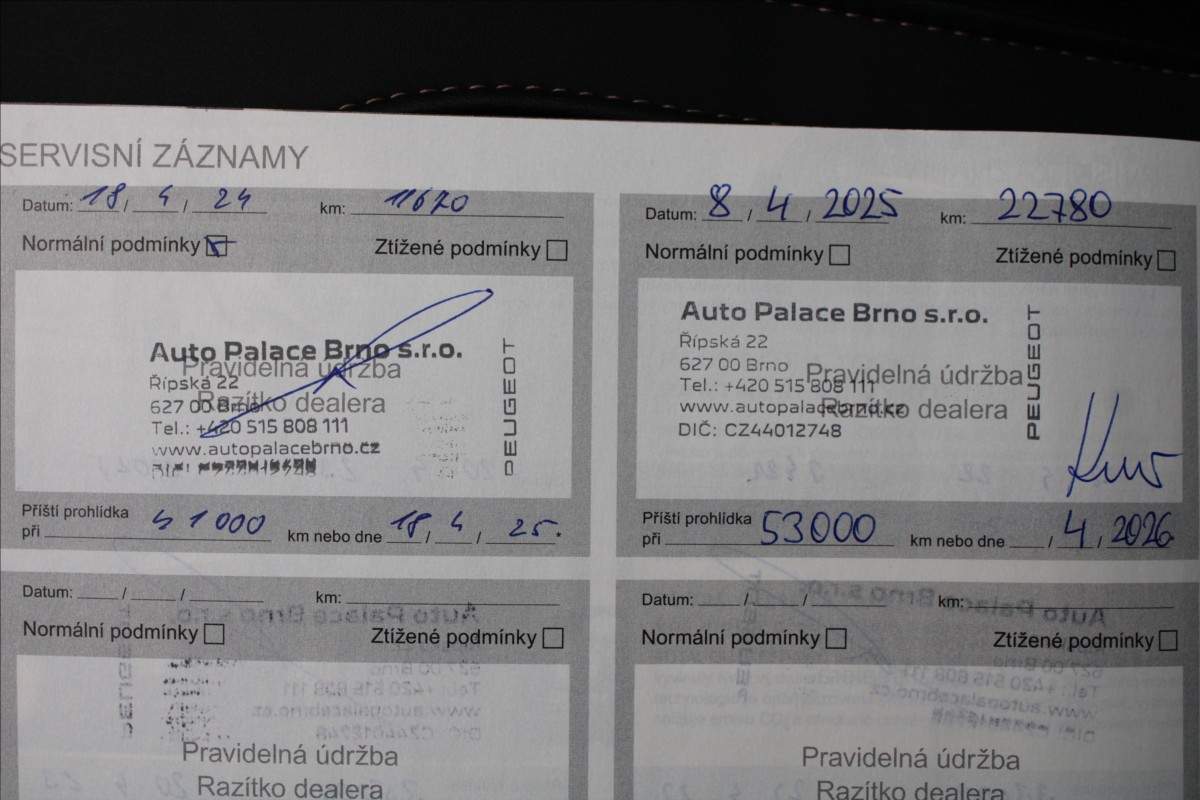 SERVISNÍ ZÁZNAMY
Datum: 18 / 4 / 24 km: 11670
Normální podmínky Ztížené podmínky
Auto Palace Brno s.r.o.
Pravidelná údržba
Řípská 22
Razítko dealera
627 00 Brno
Tel.: +420 515 808 111
www.autopalacebrno.cz
PEUGEOT
Příští prohlídka
při 41000 km nebo dne 18 / 4 / 25.
Datum: 8 / 4 / 2025 km: 22780
Normální podmínky Ztížené podmínky
Auto Palace Brno s.r.o.
Řípská 22
627 00 Brno
Pravidelná údržba
Tel.: +420 515 808 111
www.autopalacebrno.cz
Razítko dealera
DIČ: CZ44012748
PEUGEOT
Příští prohlídka
při 53000 km nebo dne / 4 / 2026
Datum: / / km:
Normální podmínky Ztížené podmínky
Pravidelná údržba
Razítko dealera
Datum: / / km:
Normální podmínky Ztížené podmínky
Pravidelná údržba
Razítko dealera